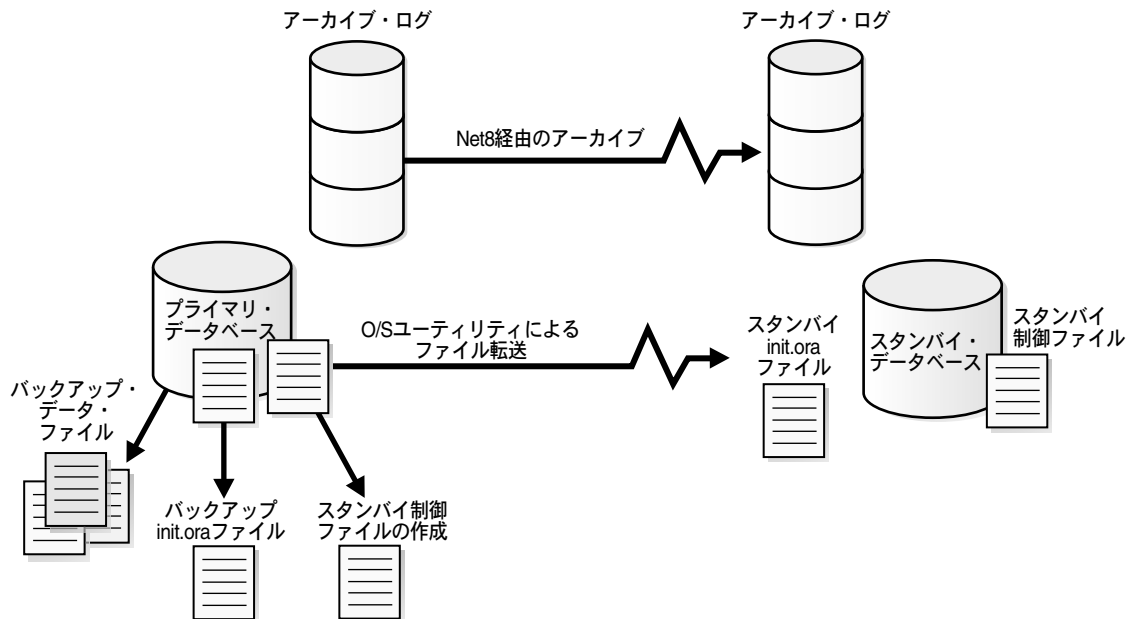 アーカイブ・ログ
アーカイブ・ログ
Net8経由のアーカイブ
プライマリ・
データベース
O/Sユーティリティによる
ファイル転送
スタンバイ
init.ora
ファイル
スタンバイ・
データベース
スタンバイ
制御ファイル
バックアップ・
データ・
ファイル
バックアップ
init.oraファイル
スタンバイ制御
ファイルの作成